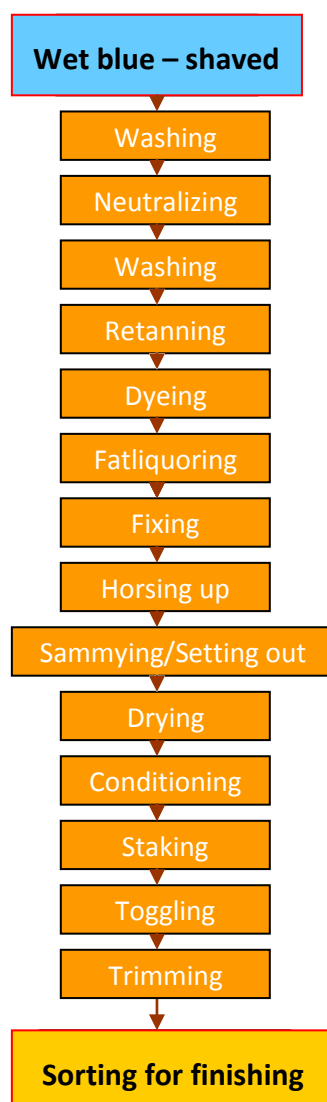 Wet blue – shaved
Washing
Neutralizing
Washing
Retanning
Dyeing
Fatliquoring
Fixing
Horsing up
Sammying/Setting out
Drying
Conditioning
Staking
Toggling
Trimming
Sorting for finishing